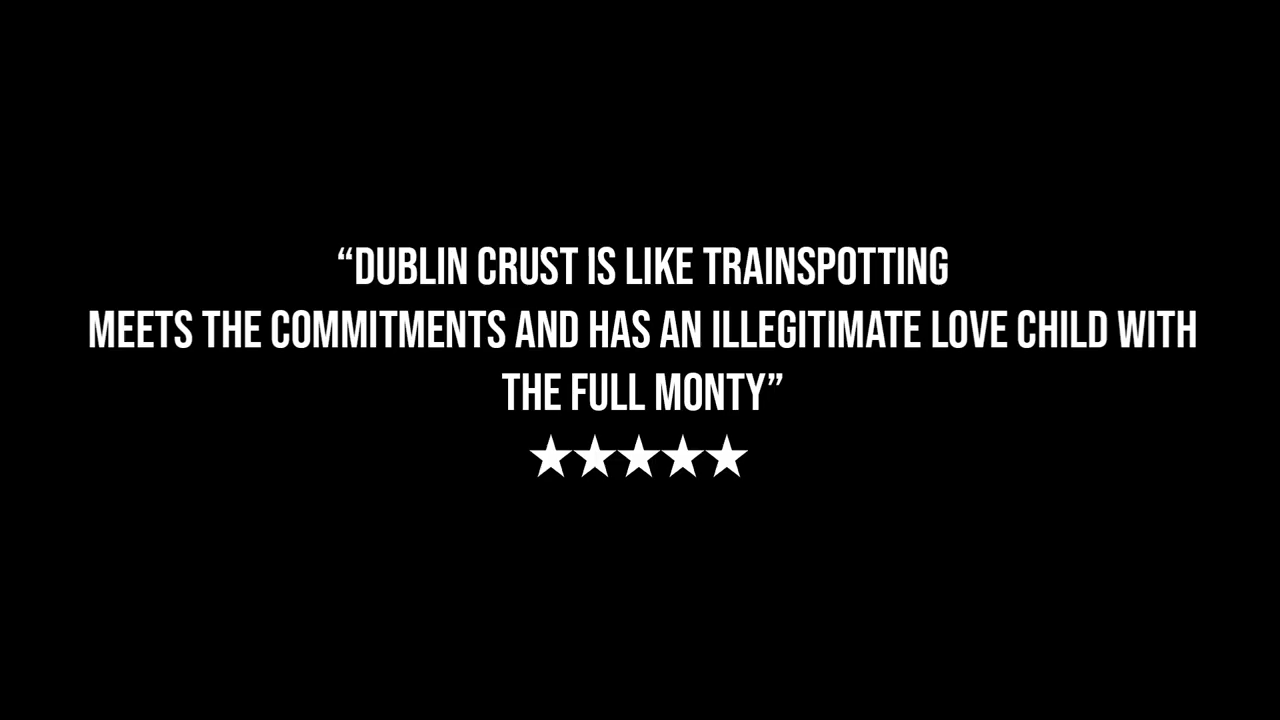 “DUBLIN CRUST IS LIKE TRAINSPOTTING
MEETS THE COMMITMENTS AND HAS AN ILLEGITIMATE LOVE CHILD WITH
THE FULL MONTY”
★★★★★